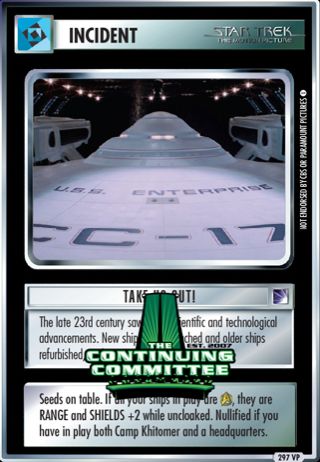 INCIDENT
STAR TREK
THE MOTION PICTURE
NOT ENDORSED BY CBS OR PARAMOUNT PICTURES
U.S.S. ENTERPRISE
CC-17
TAKE US OUT!
The late 23rd century saw scientific and technological
advancements. New ships ched and older ships
refurbished,
THE
EST. 2007
CONTINUING
COMMITTEE
Seeds on table. If all your ships in play are , they are
RANGE and SHIELDS +2 while uncloaked. Nullified if you
have in play both Camp Khitomer and a headquarters.
297 VP